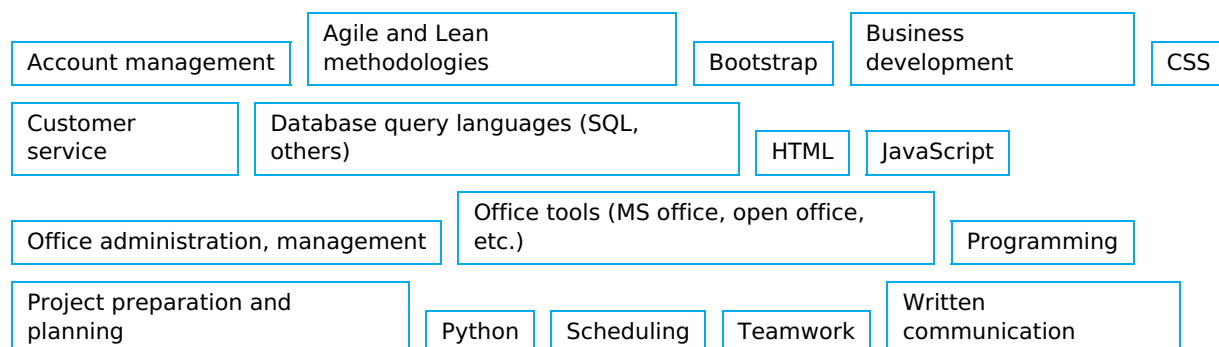 Account management
Agile and Lean
methodologies
Bootstrap
Business
development
CSS
Customer
service
Database query languages (SQL,
others)
HTML
JavaScript
Office administration, management
Office tools (MS office, open office,
etc.)
Programming
Project preparation and
planning
Python
Scheduling
Teamwork
Written
communication